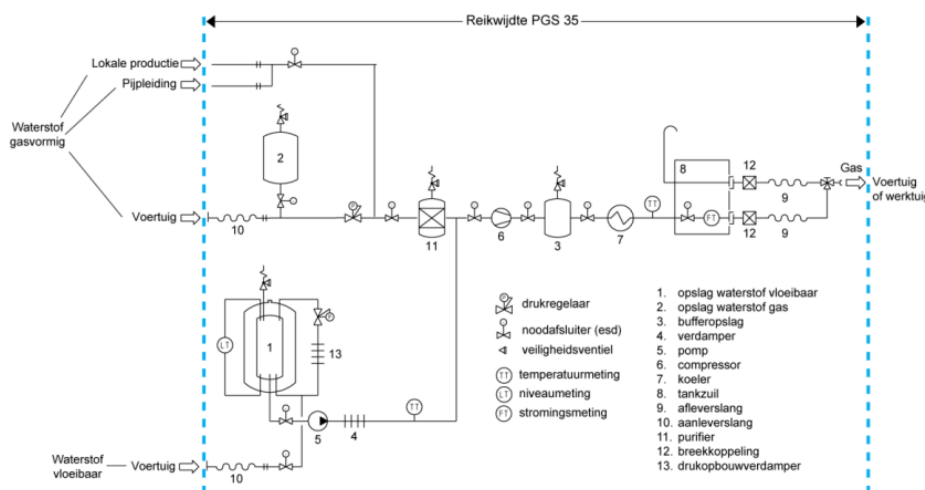 Reikwijdte PGS 35
Lokale productie
Pijpleiding
Waterstof
gasvormig
Voertuig
10
2
P
11
6
3
7
TT
8
FT
12
9
12
9
Gas
Voertuig
of werktuig
1
LT
P
13
5
4
TT
Waterstof
vloeibaar
Voertuig
10
P drukregelaar
noodafsluiter (esd)
veiligheidsventiel
TT temperatuurmeting
LT niveaumeting
FT stromingsmeting
1. opslag waterstof vloeibaar
2. opslag waterstof gas
3. bufferopslag
4. verdamper
5. pomp
6. compressor
7. koeler
8. tankzuil
9. afleverslang
10. aanleverslang
11. purifier
12. breekkoppeling
13. drukopbouwverdamper